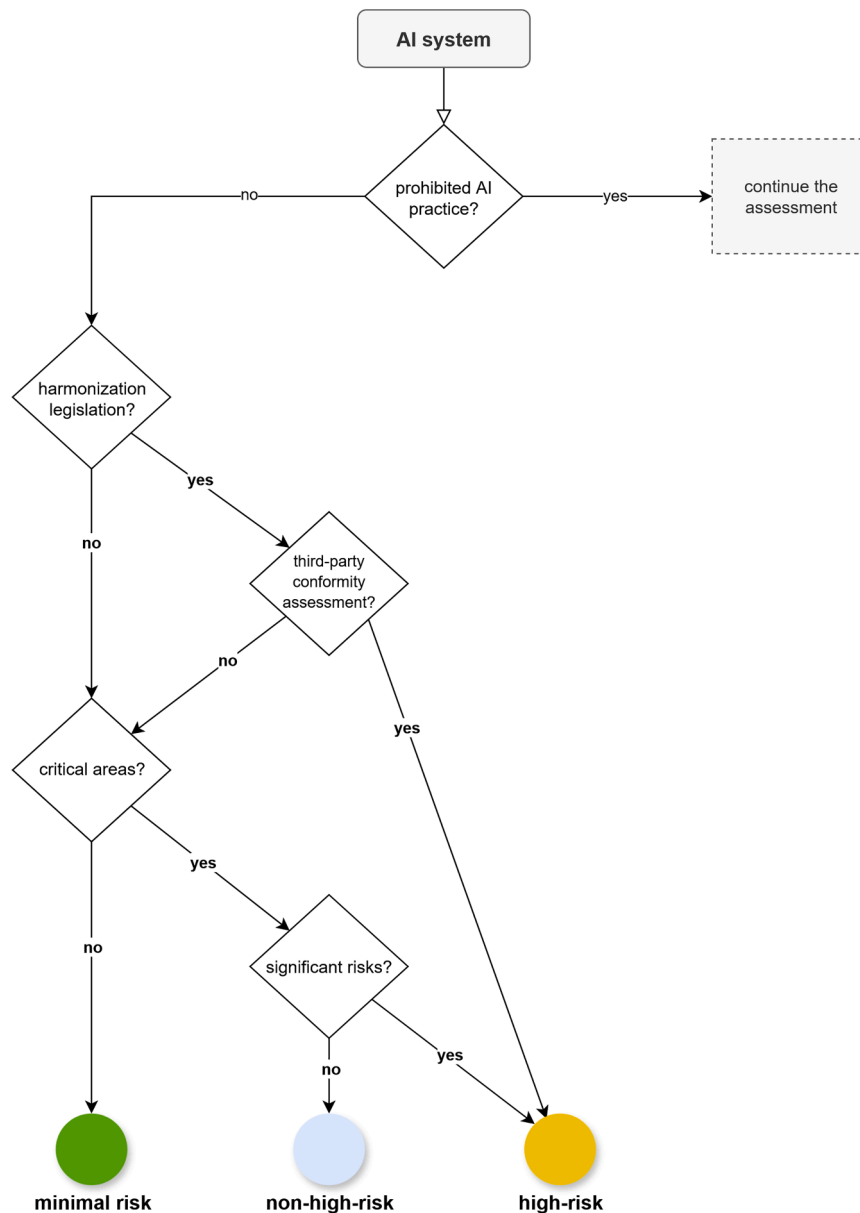 AI system
prohibited AI
practice?
no
yes
continue the
assessment
harmonization
legislation?
yes
no
third-party
conformity
assessment?
no
yes
critical areas?
yes
no
significant risks?
yes
no
minimal risk
non-high-risk
high-risk